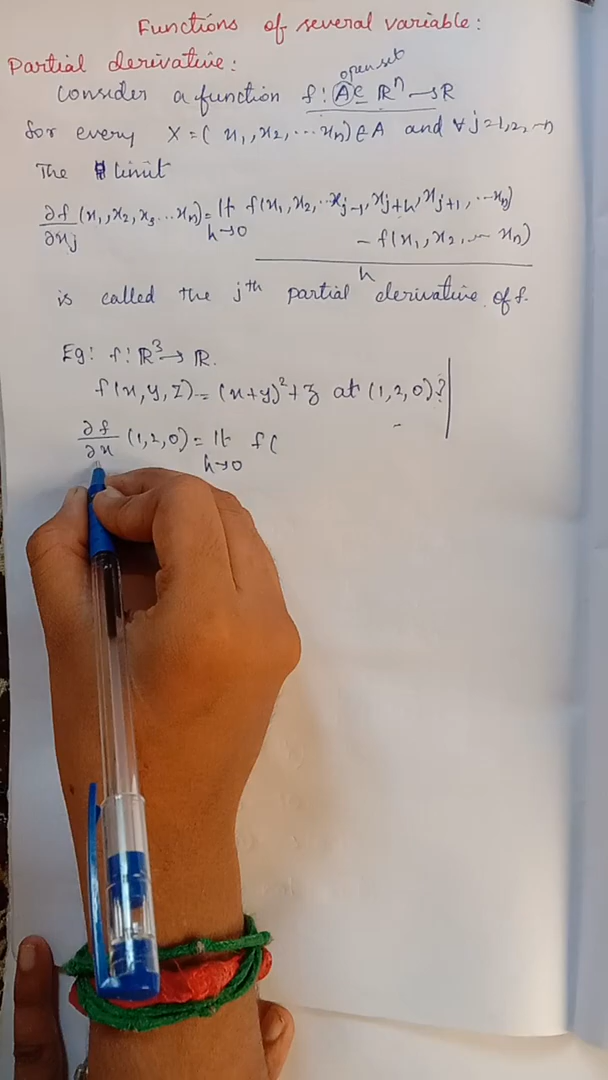 Functions of several variable:
Partial derivative:
open set
Consider a function f: A ⊆ ℝⁿ → ℝ
for every X = (x₁, x₂, ... xₙ) ∈ A and ∀ j = 1, 2, ... n
The limit
∂f/∂xⱼ (x₁, x₂, x₃ ... xₙ) = lt h→0 f(x₁, x₂, ... xⱼ₋₁, xⱼ+h, xⱼ₊₁, ... xₙ)
- f(x₁, x₂, ... xₙ)
h
is called the jᵗʰ partial derivative of f.
Eg: f: ℝ³ → ℝ.
f(x, y, z) = (x+y)² + z at (1, 2, 0)?
∂f/∂x (1, 2, 0) = lt h→0 f(